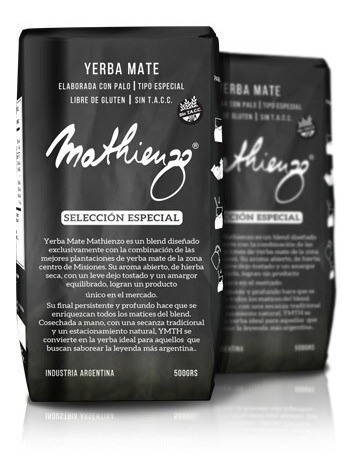 YERBA MATE
ELABORADA CON PALO | TIPO ESPECIAL
LIBRE DE GLUTEN | SIN T.A.C.C.
Sin T.A.C.C.
Mathienzo®
SELECCIÓN ESPECIAL
Yerba Mate Mathienzo es un blend diseñado
exclusivamente con la combinación de las
mejores plantaciones de yerba mate de la zona
centro de Misiones. Su aroma abierto, de hierba
seca, con un leve dejo tostado y un amargor
equilibrado, logran un producto
único en el mercado.
Su final persistente y profundo hace que se
enriquezcan todos los matices del blend.
Cosechada a mano, con una secanza tradicional
y un estacionamiento natural, YMTH se
convierte en la yerba ideal para aquellos que
buscan saborear la leyenda más argentina..
INDUSTRIA ARGENTINA
500GRS
YERBA MATE
CON PALO | TIPO ESPECIAL
GLUTEN | SIN T.A.C.C.
Sin T.A.C.C.
SELECCIÓN ESPECIAL
500GRS